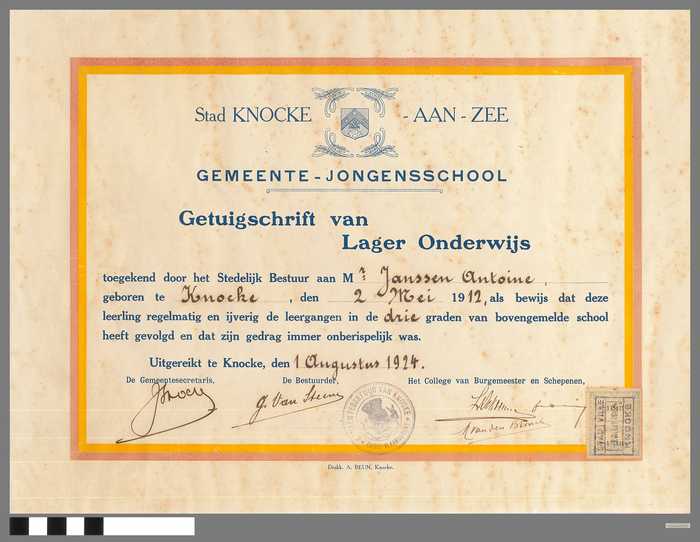 Stad KNOCKE - AAN - ZEE
GEMEENTE - JONGENSSCHOOL
Getuigschrift van
Lager Onderwijs
toegekend door het Stedelijk Bestuur aan Mr Janssen Antoine,
geboren te Knocke, den 2 Mei 1912, als bewijs dat deze
leerling regelmatig en ijverig de leergangen in de drie graden van bovengemelde school
heeft gevolgd en dat zijn gedrag immer onberispelijk was.
Uitgereikt te Knocke, den 1 Augustus 1924.
De Gemeentesecretaris, De Bestuurder, Het College van Burgemeester en Schepenen,
G. Van Steene
KNOCKE
Drukk. A. BEUN, Knocke.